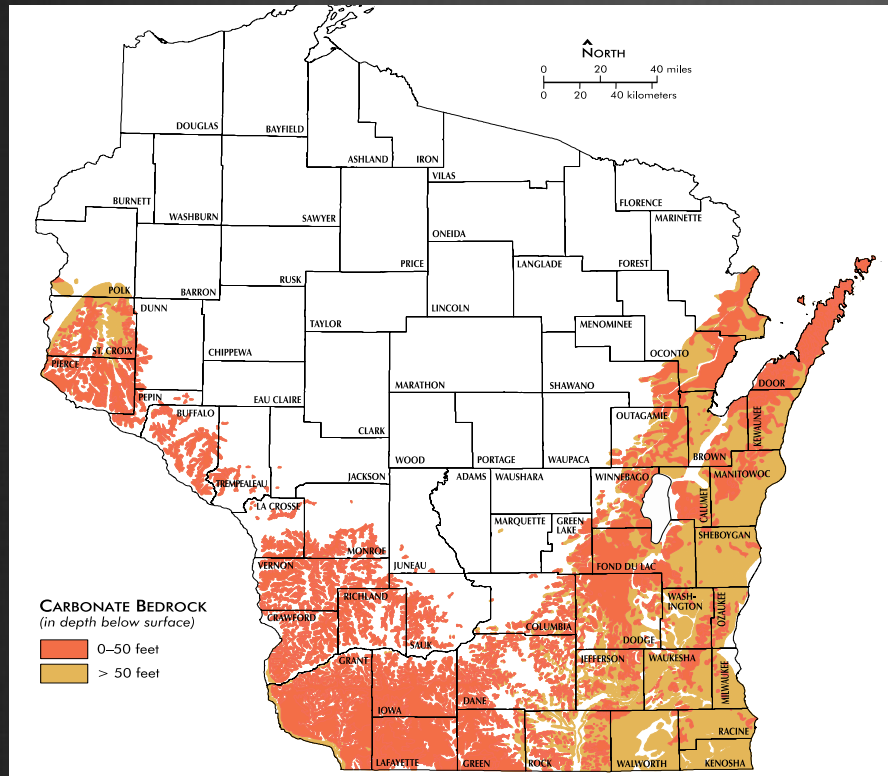 NORTH
0 20 40 miles
0 20 40 kilometers
DOUGLAS
BAYFIELD
ASHLAND
IRON
VILAS
BURNETT
WASHBURN
SAWYER
FLORENCE
MARINETTE
ONEIDA
PRICE
LANGLADE
FOREST
POLK
BARRON
RUSK
DUNN
LINCOLN
TAYLOR
MENOMINEE
ST. CROIX
CHIPPEWA
OCONTO
PIERCE
MARATHON
SHAWANO
DOOR
PEPIN
EAU CLAIRE
BUFFALO
OUTAGAMIE
KEWAUNEE
CLARK
WOOD
PORTAGE
WAUPACA
BROWN
TREMPEALEAU
JACKSON
ADAMS
WAUSHARA
WINNEBAGO
MANITOWOC
CALUMET
LA CROSSE
MARQUETTE
GREEN
LAKE
SHEBOYGAN
MONROE
VERNON
JUNEAU
FOND DU LAC
RICHLAND
WASH-
INGTON
OZAUKEE
CRAWFORD
COLUMBIA
SAUK
DODGE
GRANT
JEFFERSON
WAUKESHA
MILWAUKEE
IOWA
DANE
RACINE
LAFAYETTE
GREEN
ROCK
WALWORTH
KENOSHA
CARBONATE BEDROCK
(in depth below surface)
0–50 feet
> 50 feet